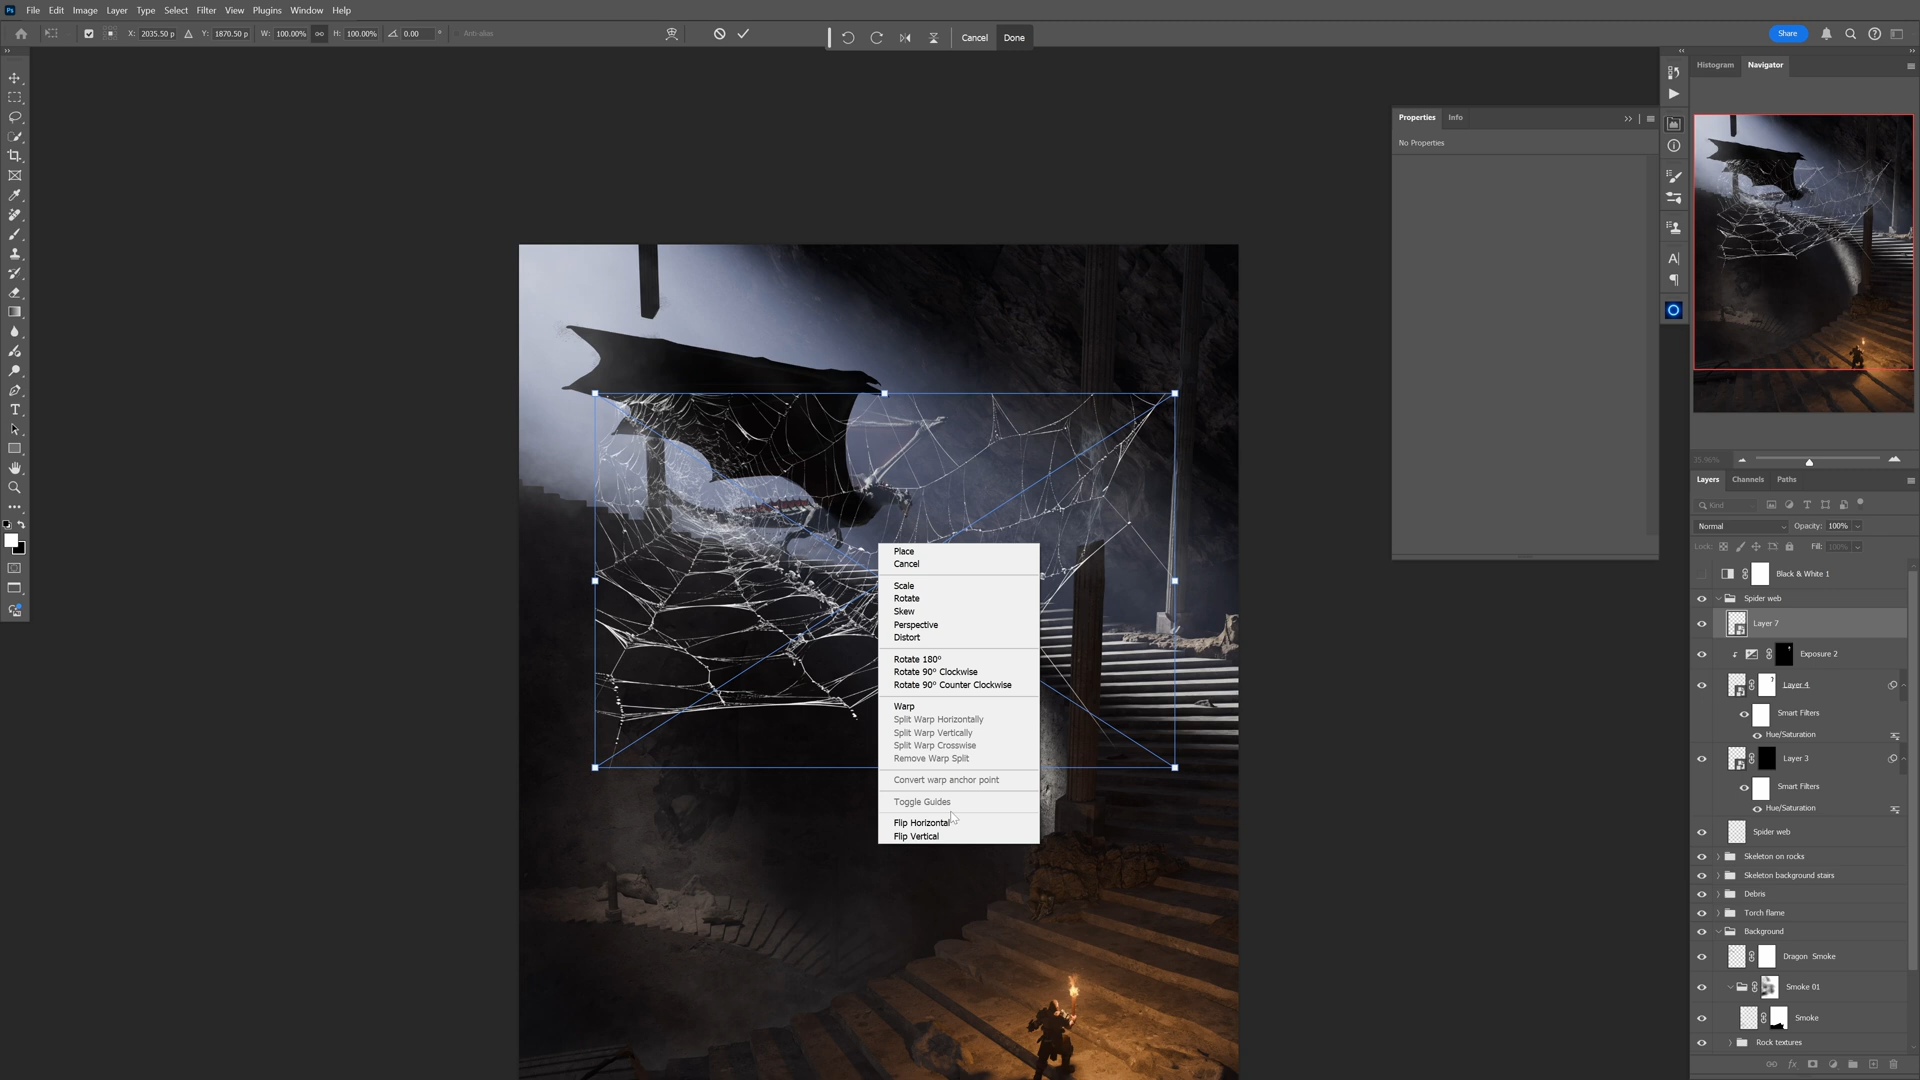 Ps File Edit Image Layer Type Select Filter View Plugins Window Help
X: 2035.50 p Y: 1870.50 p W: 100.00% H: 100.00% 0.00 ° Anti-alias Cancel Done Share
Histogram Navigator
Properties Info
No Properties
35.96%
Layers Channels Paths
Kind
Normal Opacity: 100%
Lock: Fill: 100%
Black & White 1
Spider web
Layer 7
Exposure 2
Layer 4
Smart Filters
Hue/Saturation
Layer 3
Smart Filters
Hue/Saturation
Spider web
Skeleton on rocks
Skeleton background stairs
Debris
Torch flame
Background
Dragon Smoke
Smoke 01
Smoke
Rock textures
Place
Cancel
Scale
Rotate
Skew
Perspective
Distort
Rotate 180°
Rotate 90° Clockwise
Rotate 90° Counter Clockwise
Warp
Split Warp Horizontally
Split Warp Vertically
Split Warp Crosswise
Remove Warp Split
Convert warp anchor point
Toggle Guides
Flip Horizontal
Flip Vertical